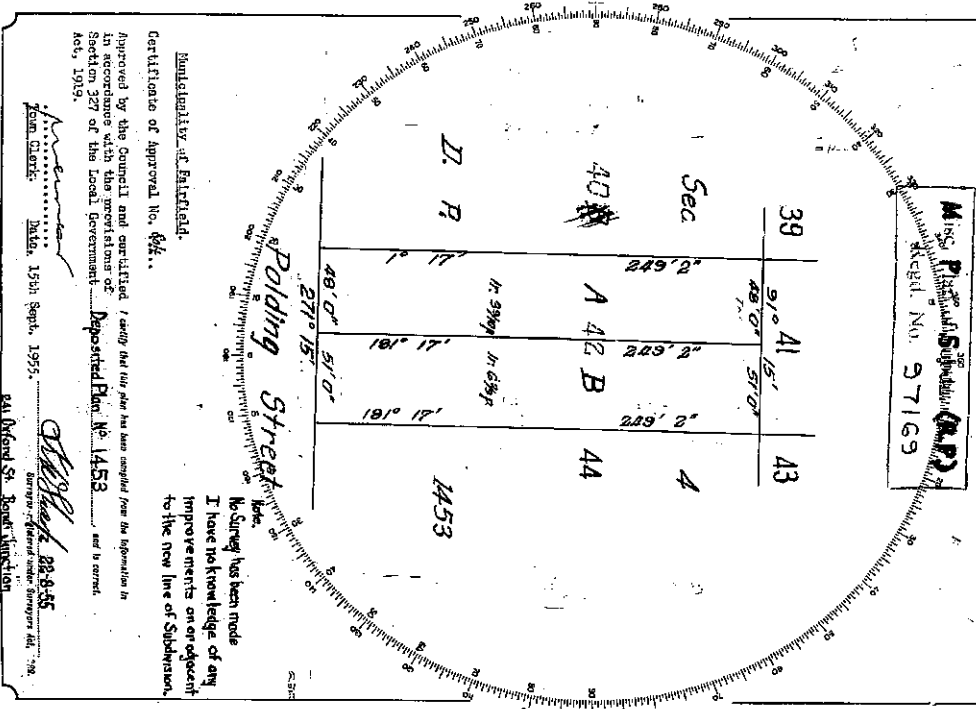 Misc. Plan of Subdn. (R.P.)
Regd. No. 97169
39
41
43
91° 15'
48'0"
51'0"
Sec
4
40
A 42 B
44
249'2"
249'2"
249'2"
1° 17'
181° 17'
181° 17'
D. P.
1453
48'0"
51'0"
271° 15'
Polding Street
Municipality of Fairfield.
Certificate of Approval No.
Approved by the Council and certified
in accordance with the provisions of
Section 327 of the Local Government
Act, 1919.
Town Clerk. Date. 15th Sept. 1955.
Note.
No Survey has been made
I have no knowledge of any
improvements on or adjacent
to the new line of Subdivision.
I certify that this plan has been compiled from the information in
Deposited Plan No 1453 and is correct.
22-8-55
Surveyor registered under Surveyors Act,
241 Oxford St. Bondi Junction